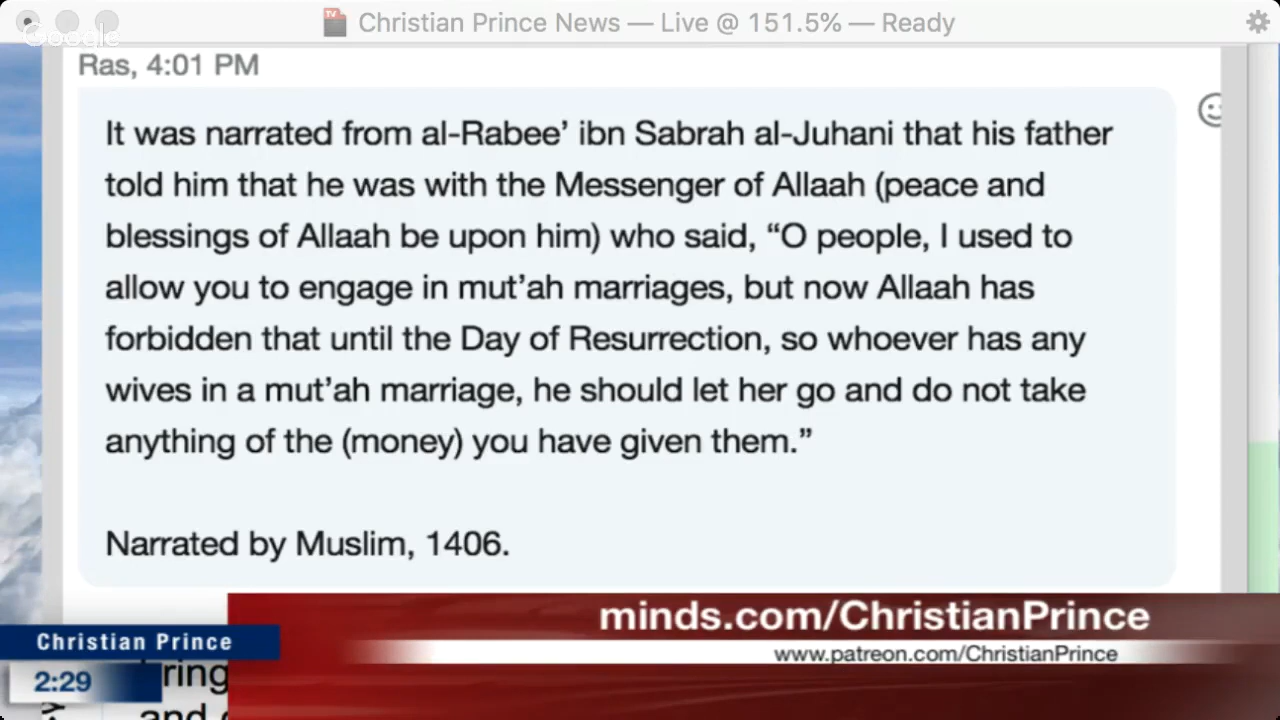 Google
Christian Prince News — Live @ 151.5% — Ready
Ras, 4:01 PM
It was narrated from al-Rabee’ ibn Sabrah al-Juhani that his father
told him that he was with the Messenger of Allaah (peace and
blessings of Allaah be upon him) who said, “O people, I used to
allow you to engage in mut’ah marriages, but now Allaah has
forbidden that until the Day of Resurrection, so whoever has any
wives in a mut’ah marriage, he should let her go and do not take
anything of the (money) you have given them.”
Narrated by Muslim, 1406.
minds.com/ChristianPrince
Christian Prince
www.patreon.com/ChristianPrince
2:29